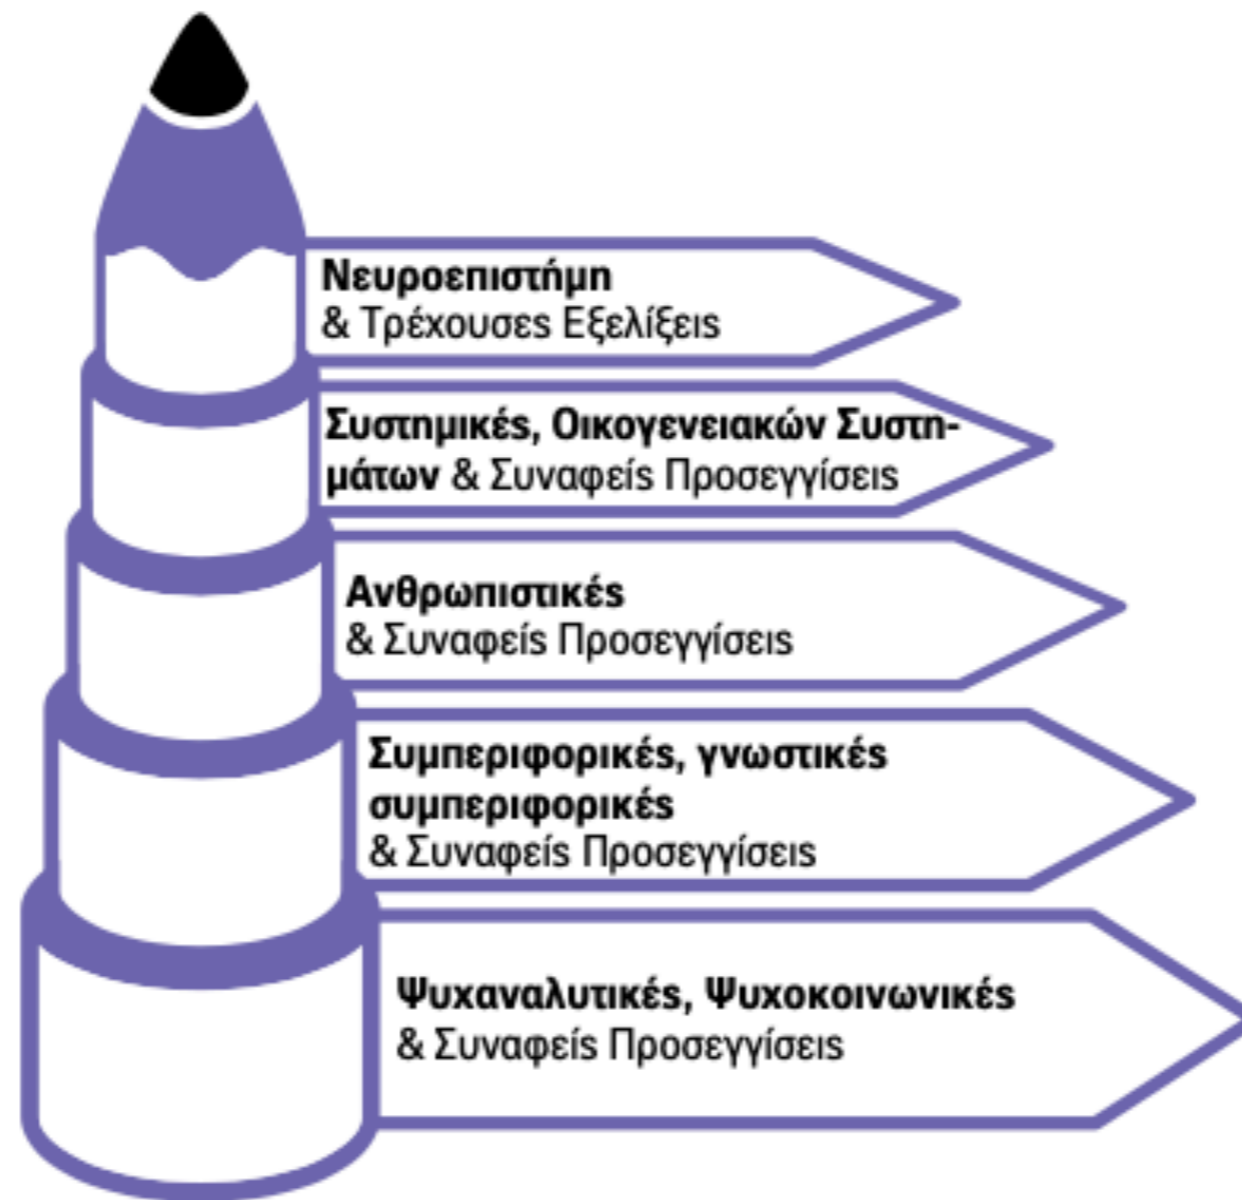 Νευροεπιστήμη
& Τρέχουσες Εξελίξεις
Συστημικές, Οικογενειακών Συστη-
μάτων & Συναφείς Προσεγγίσεις
Ανθρωπιστικές
& Συναφείς Προσεγγίσεις
Συμπεριφορικές, γνωστικές
συμπεριφορικές
& Συναφείς Προσεγγίσεις
Ψυχαναλυτικές, Ψυχοκοινωνικές
& Συναφείς Προσεγγίσεις